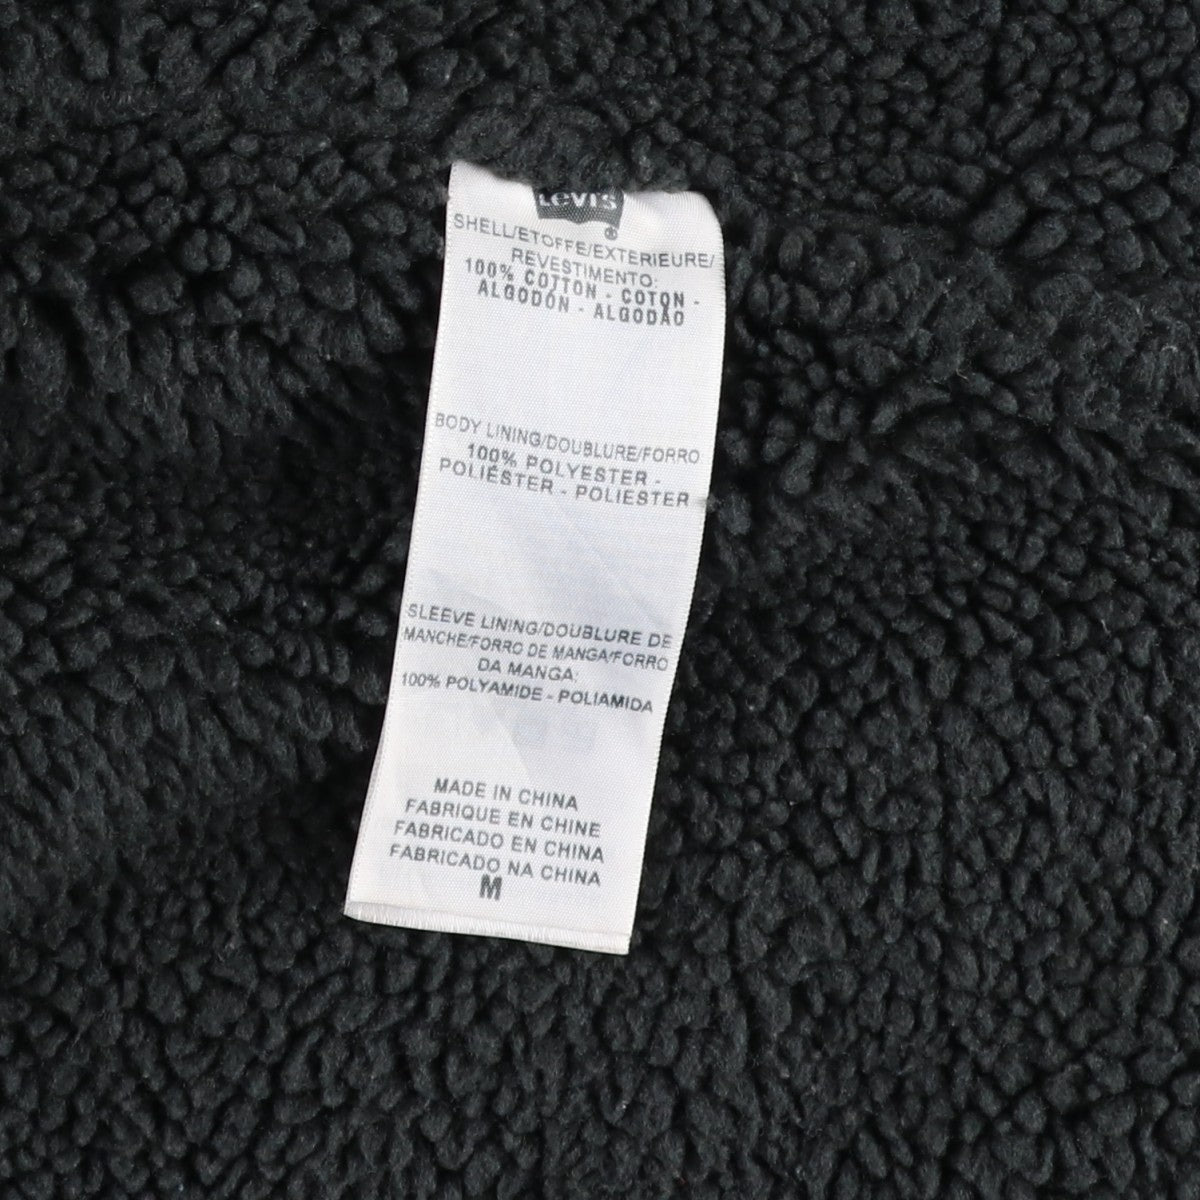 Levi's
®
SHELL/ETOFFE/EXTERIEURE/
REVESTIMENTO:
100% COTTON - COTON -
ALGODÓN - ALGODÃO
BODY LINING/DOUBLURE/FORRO
100% POLYESTER -
POLIÉSTER - POLIESTER
SLEEVE LINING/DOUBLURE DE
MANCHE/FORRO DE MANGA/FORRO
DA MANGA:
100% POLYAMIDE - POLIAMIDA
MADE IN CHINA
FABRIQUE EN CHINE
FABRICADO EN CHINA
FABRICADO NA CHINA
M